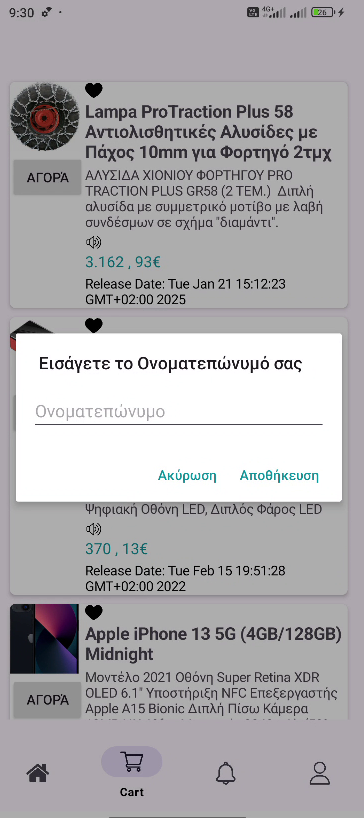 9:30
4G+
26
Lampa ProTraction Plus 58
Αντιολισθητικές Αλυσίδες με
Πάχος 10mm για Φορτηγό 2τμχ
ΑΓΟΡΆ
ΑΛΥΣΙΔΑ ΧΙΟΝΙΟΥ ΦΟΡΤΗΓΟΥ PRO
TRACTION PLUS GR58 (2 TEM.) Διπλή
αλυσίδα με συμμετρικό μοτίβο με λαβή
συνδέσμων σε σχήμα "διαμάντι".
3.162 , 93€
Release Date: Tue Jan 21 15:12:23
GMT+02:00 2025
Εισάγετε το Ονοματεπώνυμό σας
Ονοματεπώνυμο
Ακύρωση
Αποθήκευση
Ψηφιακή Οθόνη LED, Διπλός Φάρος LED
370 , 13€
Release Date: Tue Feb 15 19:51:28
GMT+02:00 2022
Apple iPhone 13 5G (4GB/128GB)
Midnight
ΑΓΟΡΆ
Μοντέλο 2021 Οθόνη Super Retina XDR
OLED 6.1" Υποστήριξη NFC Επεξεργαστής
Apple A15 Bionic Διπλή Πίσω Κάμερα
Cart